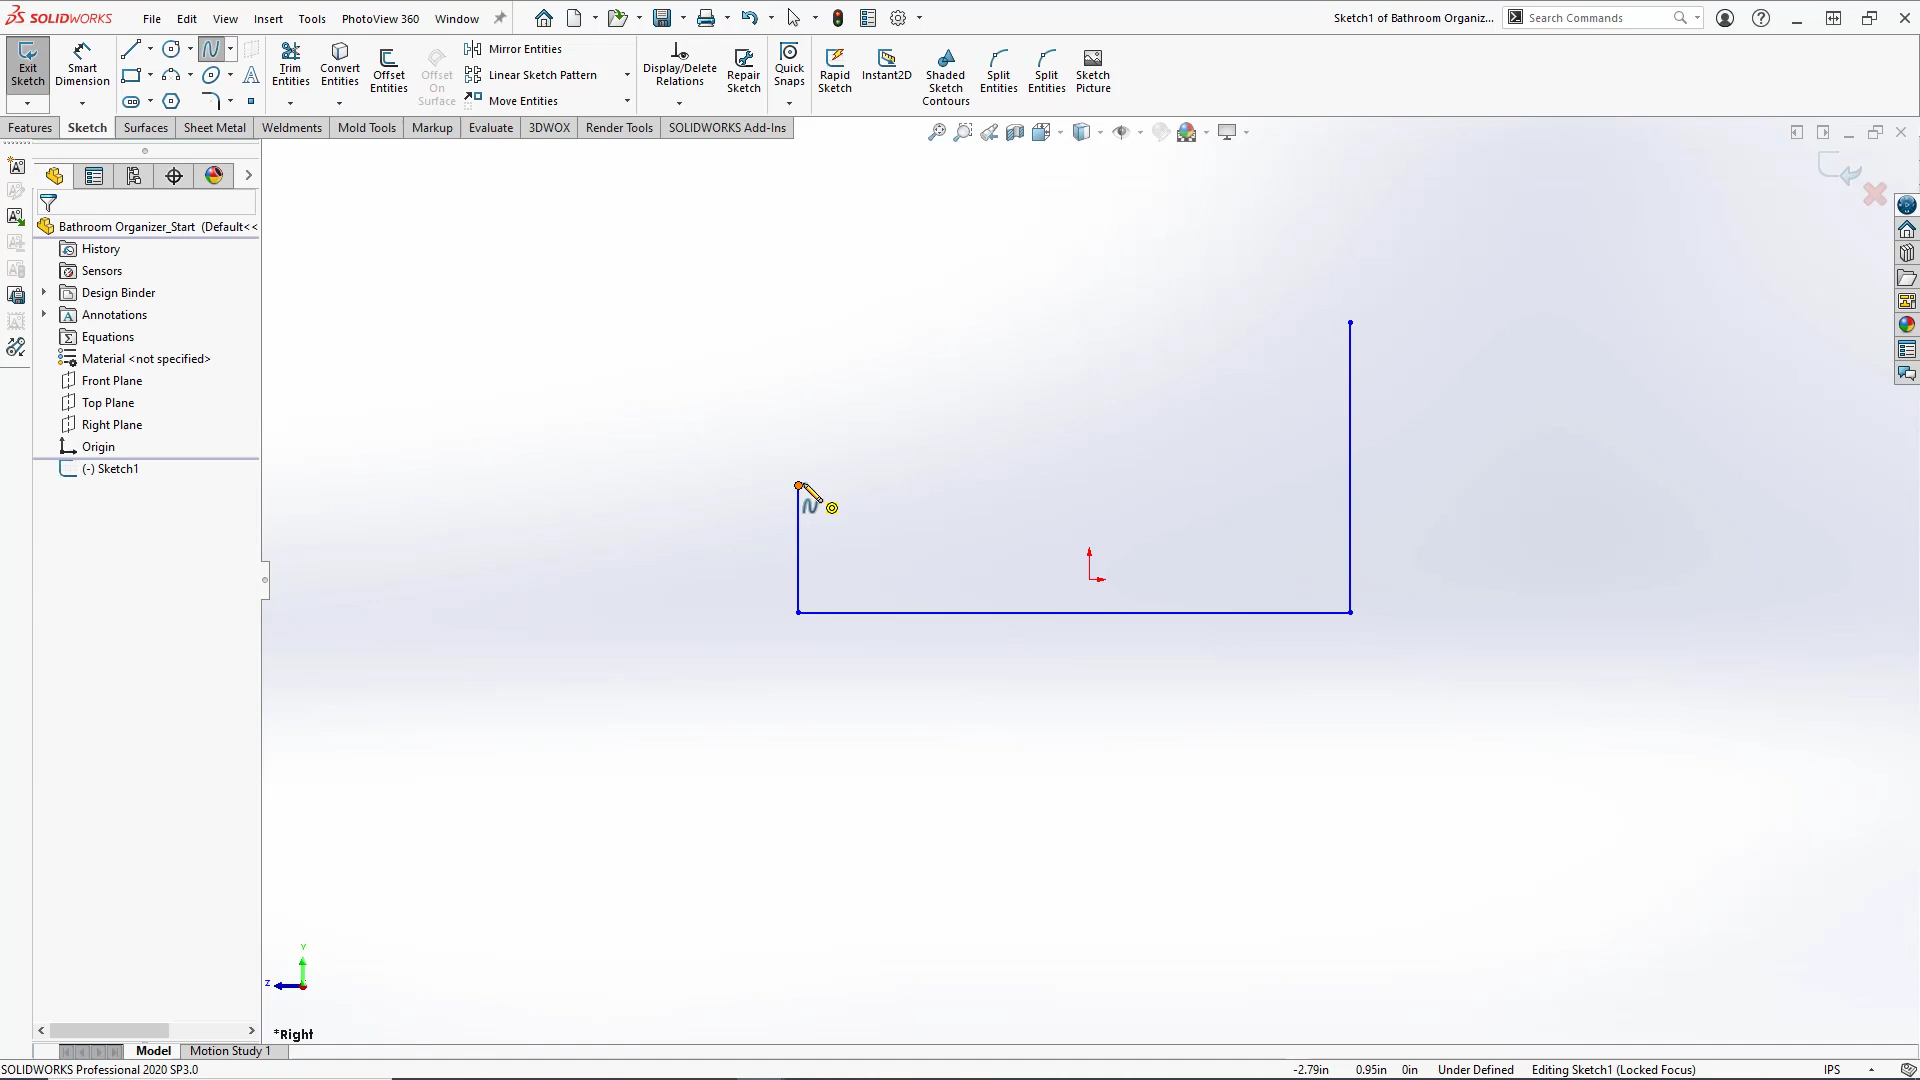 SOLIDWORKS File Edit View Insert Tools PhotoView 360 Window Sketch1 of Bathroom Organiz... Search Commands
Exit Sketch
Smart Dimension
Trim Entities
Convert Entities
Offset Entities
Offset On Surface
Mirror Entities
Linear Sketch Pattern
Move Entities
Display/Delete Relations
Repair Sketch
Quick Snaps
Rapid Sketch
Instant2D
Shaded Sketch Contours
Split Entities
Split Entities
Sketch Picture
Features Sketch Surfaces Sheet Metal Weldments Mold Tools Markup Evaluate 3DWOX Render Tools SOLIDWORKS Add-Ins
Bathroom Organizer_Start (Default<<
History
Sensors
Design Binder
Annotations
Equations
Material <not specified>
Front Plane
Top Plane
Right Plane
Origin
(-) Sketch1
Y
Z
*Right
Model Motion Study 1
SOLIDWORKS Professional 2020 SP3.0 -2.79in 0.95in 0in Under Defined Editing Sketch1 (Locked Focus) IPS